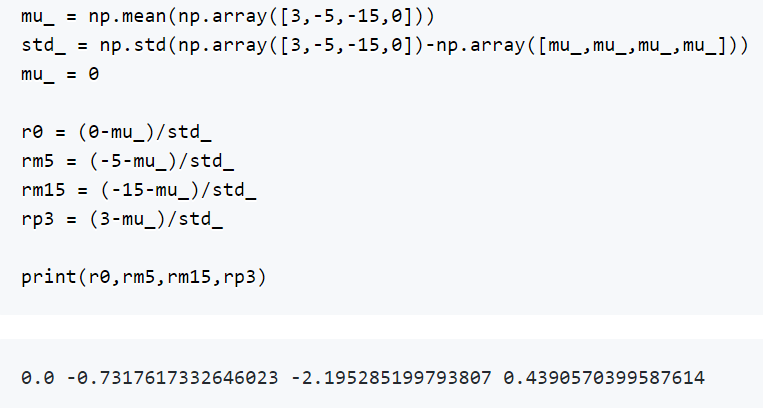 mu_ = np.mean(np.array([3,-5,-15,0]))
std_ = np.std(np.array([3,-5,-15,0])-np.array([mu_,mu_,mu_,mu_]))
mu_ = 0
r0 = (0-mu_)/std_
rm5 = (-5-mu_)/std_
rm15 = (-15-mu_)/std_
rp3 = (3-mu_)/std_
print(r0,rm5,rm15,rp3)
0.0 -0.7317617332646023 -2.195285199793807 0.4390570399587614